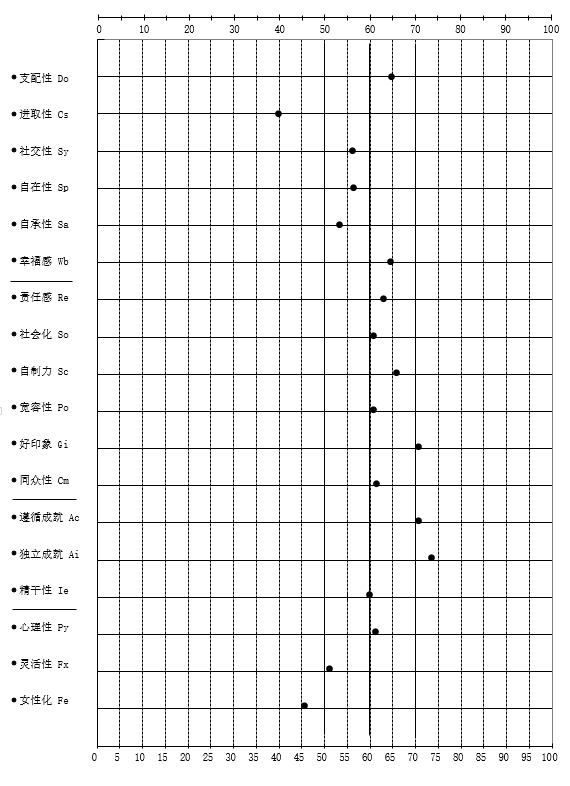 0 10 20 30 40 50 60 70 80 90 100
支配性 Do
进取性 Cs
社交性 Sy
自在性 Sp
自承性 Sa
幸福感 Wb
责任感 Re
社会化 So
自制力 Sc
宽容性 Po
好印象 Gi
同众性 Cm
遵循成就 Ac
独立成就 Ai
精干性 Ie
心理性 Py
灵活性 Fx
女性化 Fe
0 5 10 15 20 25 30 35 40 45 50 55 60 65 70 75 80 85 90 95 100